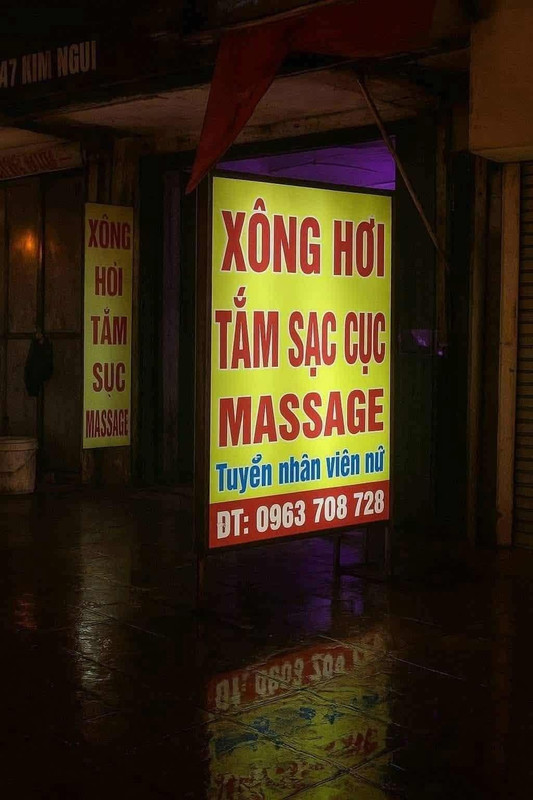 47 KIM NGƯU
XÔNG
HƠI
TẮM
SỤC
MASSAGE
XÔNG HƠI
TẮM SẠC CỤC
MASSAGE
Tuyển nhân viên nữ
ĐT: 0963 708 728